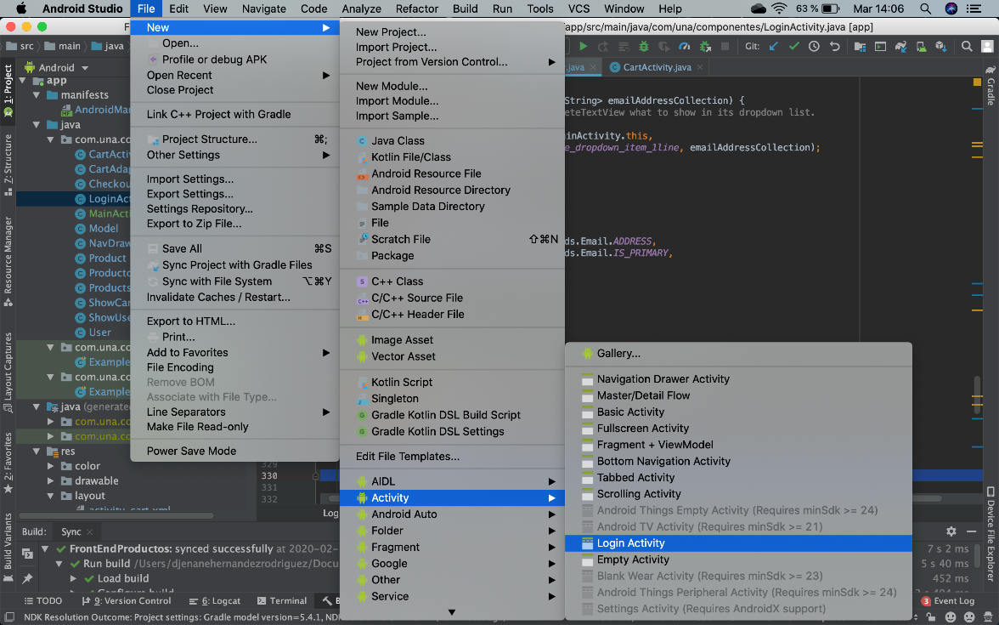 Android Studio File Edit View Navigate Code Analyze Refactor Build Run Tools VCS Window Help 63 % Mar 14:06
app/src/main/java/com/una/componentes/LoginActivity.java [app]
src main java Git:
.java CartActivity.java
1: Project
Z: Structure
Resource Manager
Layout Captures
2: Favorites
Build Variants
Gradle
Device File Explorer
Android
app
manifests
AndroidMa
java
com.una.co
CartActiv
CartAdap
Checkou
LoginAct
MainActi
Model
NavDraw
Product
Producto
Products
ShowCar
ShowUse
User
com.una.co
Example
com.una.co
Example
java (generated
com.una.co
com.una.co
res
color
drawable
layout
activity_cart.xml
New
Open...
Profile or debug APK
Open Recent
Close Project
Link C++ Project with Gradle
Project Structure... ⌘;
Other Settings
Import Settings...
Export Settings...
Settings Repository...
Export to Zip File...
Save All ⌘S
Sync Project with Gradle Files
Sync with File System ⌥⌘Y
Invalidate Caches / Restart...
Export to HTML...
Print...
Add to Favorites
File Encoding
Remove BOM
Associate with File Type...
Line Separators
Make File Read-only
Power Save Mode
New Project...
Import Project...
Project from Version Control...
New Module...
Import Module...
Import Sample...
Java Class
Kotlin File/Class
Android Resource File
Android Resource Directory
Sample Data Directory
File
Scratch File ⇧⌘N
Package
C++ Class
C/C++ Source File
C/C++ Header File
Image Asset
Vector Asset
Kotlin Script
Singleton
Gradle Kotlin DSL Build Script
Gradle Kotlin DSL Settings
Edit File Templates...
AIDL
Activity
Android Auto
Folder
Fragment
Google
Other
Service
Gallery...
Navigation Drawer Activity
Master/Detail Flow
Basic Activity
Fullscreen Activity
Fragment + ViewModel
Bottom Navigation Activity
Tabbed Activity
Scrolling Activity
Android Things Empty Activity (Requires minSdk >= 24)
Android TV Activity (Requires minSdk >= 21)
Login Activity
Empty Activity
Blank Wear Activity (Requires minSdk >= 23)
Android Things Peripheral Activity (Requires minSdk >= 24)
Settings Activity (Requires AndroidX support)
String> emailAddressCollection) {
eteTextView what to show in its dropdown list.
inActivity.this,
e_dropdown_item_1line, emailAddressCollection);
ds.Email.ADDRESS,
ds.Email.IS_PRIMARY,
329
330
331
332
Log
Build: Sync
FrontEndProductos: synced successfully at 2020-02- 7 s 2 ms
Run build /Users/djenanehernandezrodriguez/Docu 5 s 40 ms
Load build 452 ms
Configure build
TODO 9: Version Control 6: Logcat Terminal B 3 Event Log
NDK Resolution Outcome: Project settings: Gradle model version=5.4.1, NDK